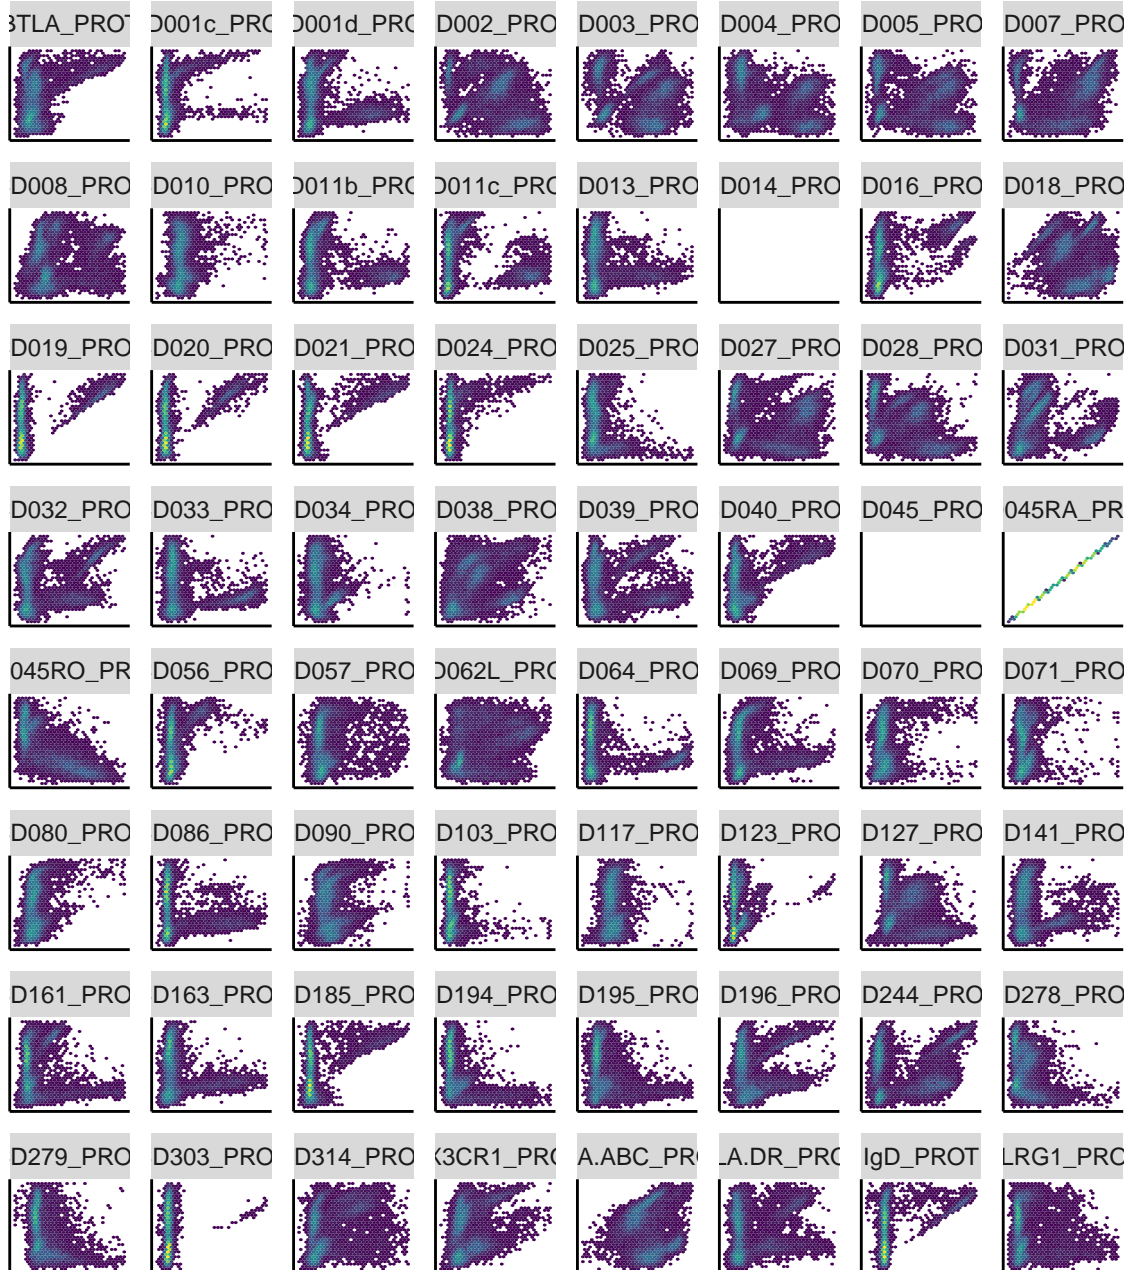 BTLA_PROT D001c_PRO D001d_PRO D002_PRO D003_PRO D004_PRO D005_PRO D007_PRO
D008_PRO D010_PRO D011b_PRO D011c_PRO D013_PRO D014_PRO D016_PRO D018_PRO
D019_PRO D020_PRO D021_PRO D024_PRO D025_PRO D027_PRO D028_PRO D031_PRO
D032_PRO D033_PRO D034_PRO D038_PRO D039_PRO D040_PRO D045_PRO 045RA_PR
045RO_PR D056_PRO D057_PRO D062L_PRO D064_PRO D069_PRO D070_PRO D071_PRO
D080_PRO D086_PRO D090_PRO D103_PRO D117_PRO D123_PRO D127_PRO D141_PRO
D161_PRO D163_PRO D185_PRO D194_PRO D195_PRO D196_PRO D244_PRO D278_PRO
D279_PRO D303_PRO D314_PRO X3CR1_PRO A.ABC_PR LA.DR_PRO IgD_PROT LRG1_PRO